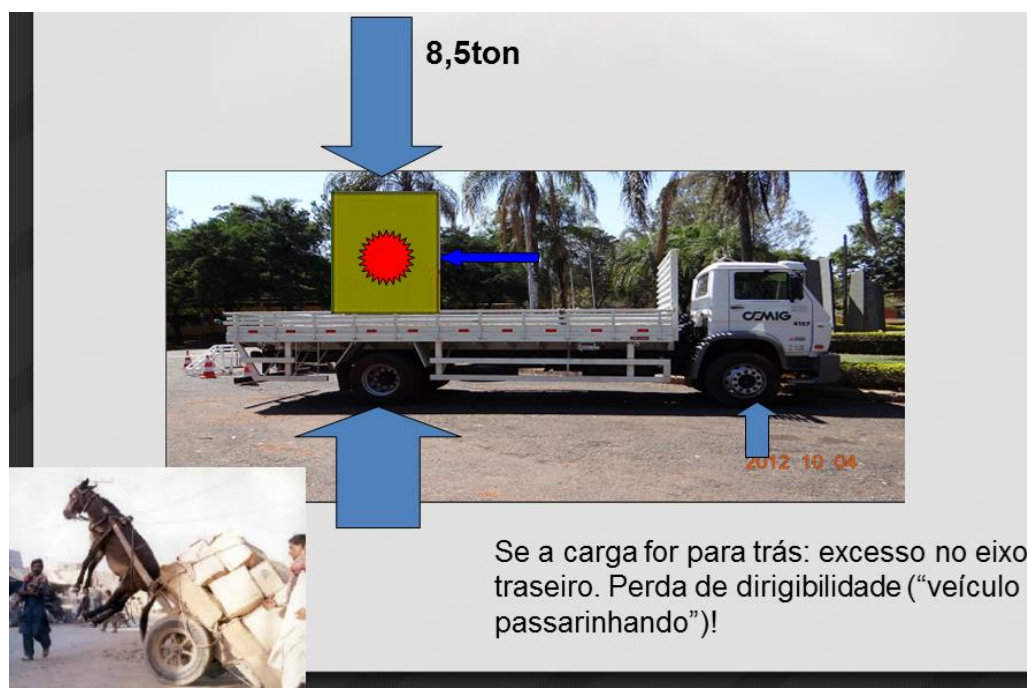 8,5ton
CEMIG
4157
2012 10 04
Se a carga for para trás: excesso no eixo
traseiro. Perda de dirigibilidade (“veículo
passarinhando”)!